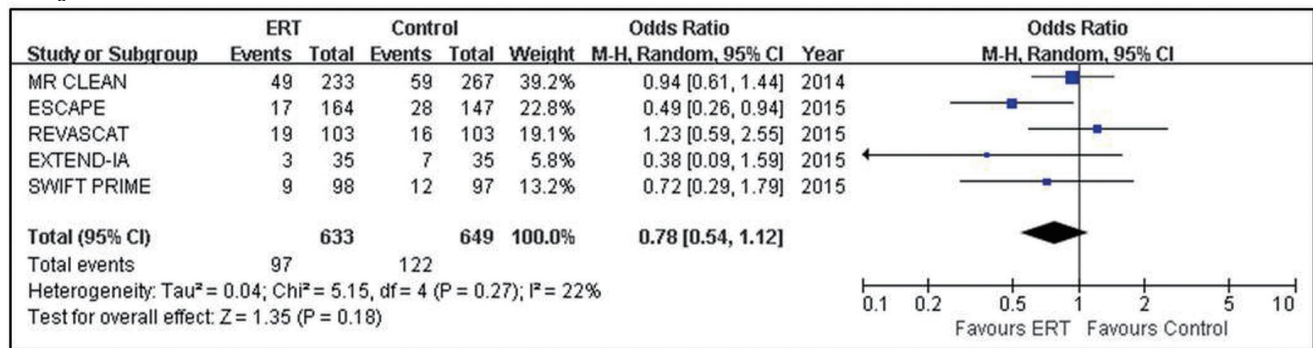 ERT Control Odds Ratio Odds Ratio
Study or Subgroup Events Total Events Total Weight M-H, Random, 95% CI Year M-H, Random, 95% CI
MR CLEAN 49 233 59 267 39.2% 0.94 [0.61, 1.44] 2014
ESCAPE 17 164 28 147 22.8% 0.49 [0.26, 0.94] 2015
REVASCAT 19 103 16 103 19.1% 1.23 [0.59, 2.55] 2015
EXTEND-IA 3 35 7 35 5.8% 0.38 [0.09, 1.59] 2015
SWIFT PRIME 9 98 12 97 13.2% 0.72 [0.29, 1.79] 2015
Total (95% CI) 633 649 100.0% 0.78 [0.54, 1.12]
Total events 97 122
Heterogeneity: Tau² = 0.04; Chi² = 5.15, df = 4 (P = 0.27); I² = 22%
Test for overall effect: Z = 1.35 (P = 0.18)
0.1 0.2 0.5 1 2 5 10
Favours ERT Favours Control